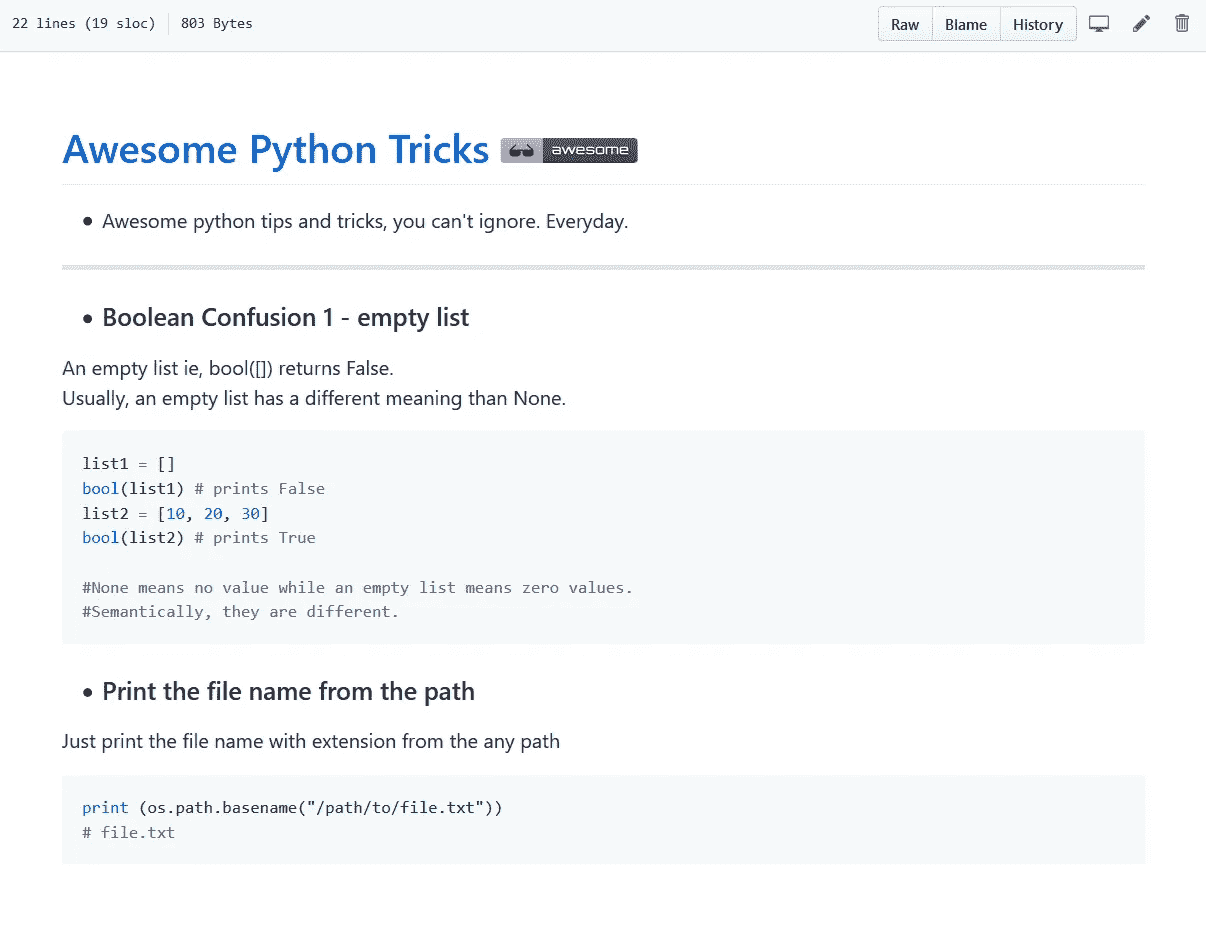 22 lines (19 sloc) 803 Bytes Raw Blame History
Awesome Python Tricks awesome
Awesome python tips and tricks, you can't ignore. Everyday.
Boolean Confusion 1 - empty list
An empty list ie, bool([]) returns False.
Usually, an empty list has a different meaning than None.
list1 = []
bool(list1) # prints False
list2 = [10, 20, 30]
bool(list2) # prints True
#None means no value while an empty list means zero values.
#Semantically, they are different.
Print the file name from the path
Just print the file name with extension from the any path
print (os.path.basename("/path/to/file.txt"))
# file.txt